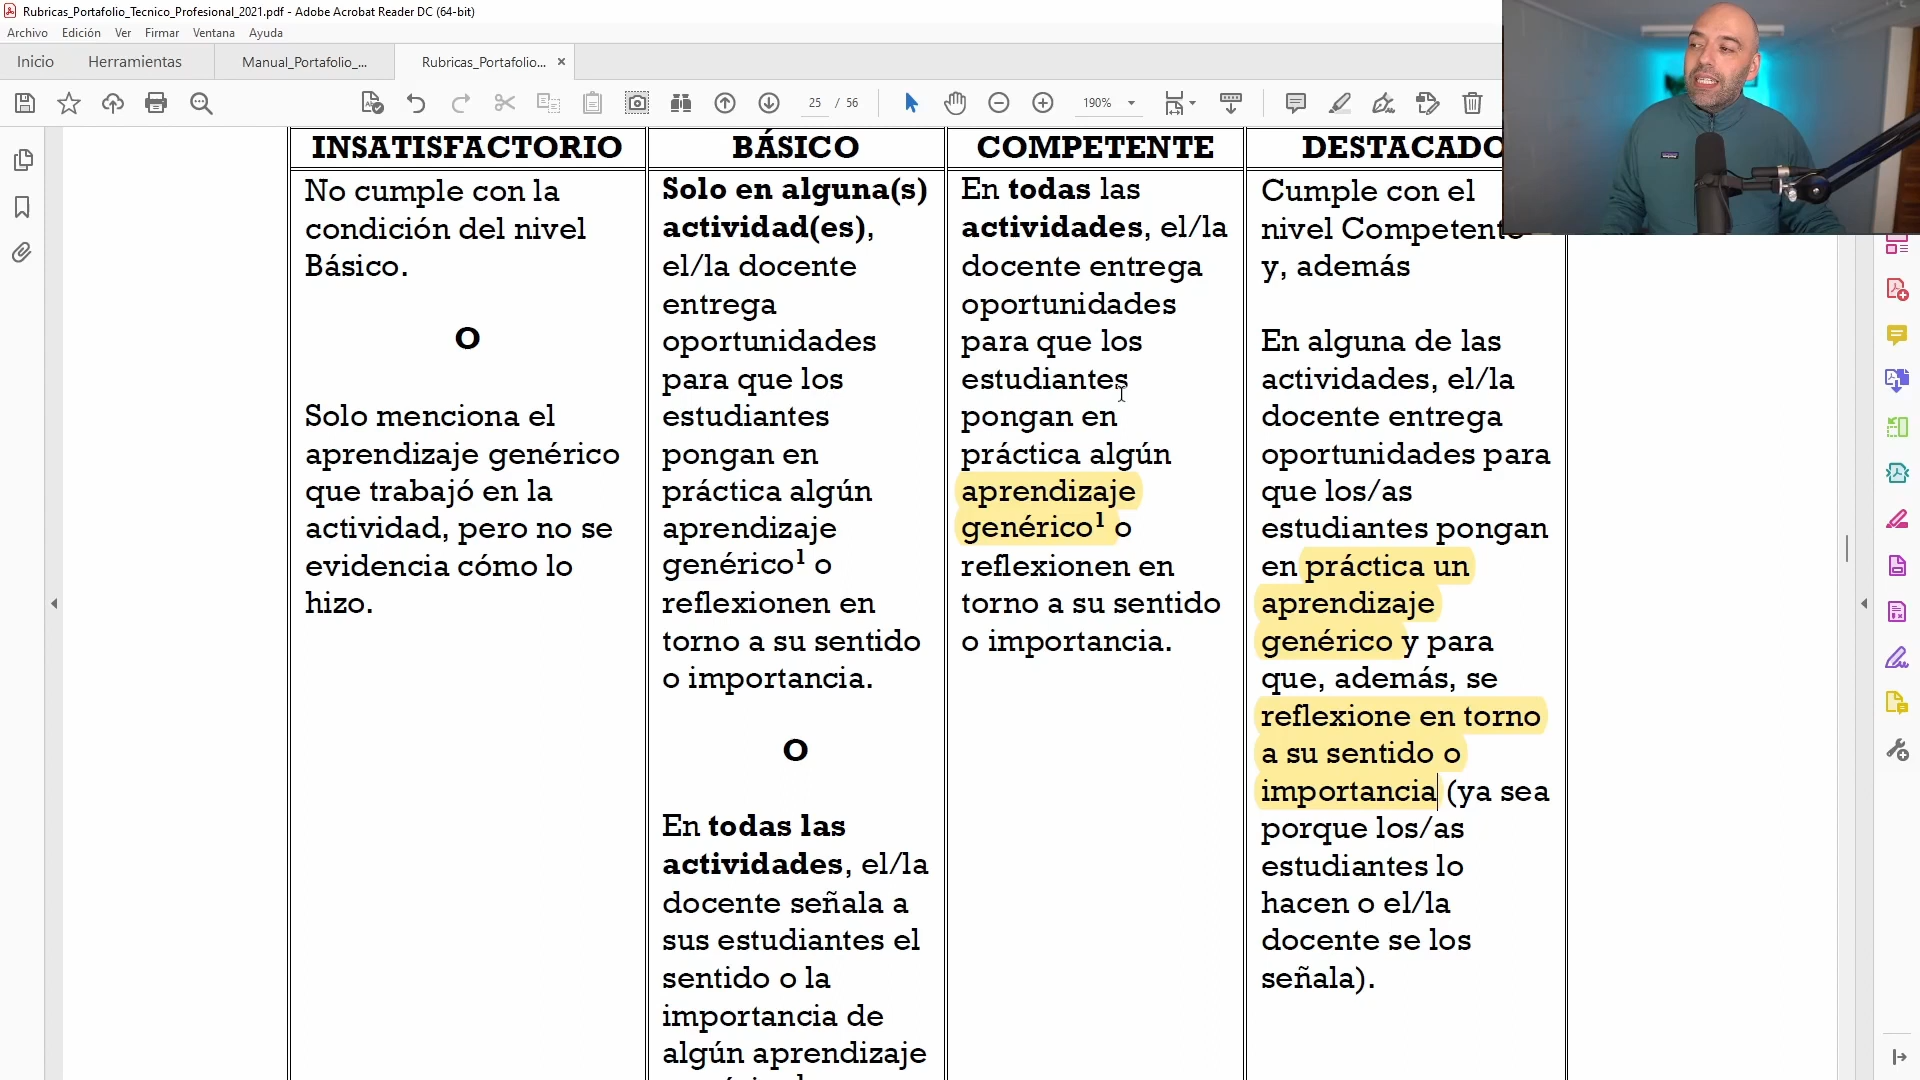 Rubricas_Portafolio_Tecnico_Profesional_2021.pdf - Adobe Acrobat Reader DC (64-bit)
Archivo Edición Ver Firmar Ventana Ayuda
Inicio Herramientas Manual_Portafolio_... Rubricas_Portafolio... ×
25 / 56 190%
INSATISFACTORIO
No cumple con la
condición del nivel
Básico.
O
Solo menciona el
aprendizaje genérico
que trabajó en la
actividad, pero no se
evidencia cómo lo
hizo.
BÁSICO
Solo en alguna(s)
actividad(es),
el/la docente
entrega
oportunidades
para que los
estudiantes
pongan en
práctica algún
aprendizaje
genérico¹ o
reflexionen en
torno a su sentido
o importancia.
O
En todas las
actividades, el/la
docente señala a
sus estudiantes el
sentido o la
importancia de
algún aprendizaje
COMPETENTE
En todas las
actividades, el/la
docente entrega
oportunidades
para que los
estudiantes
pongan en
práctica algún
aprendizaje
genérico¹ o
reflexionen en
torno a su sentido
o importancia.
DESTACADO
Cumple con el
nivel Competente
y, además
En alguna de las
actividades, el/la
docente entrega
oportunidades para
que los/as
estudiantes pongan
en práctica un
aprendizaje
genérico y para
que, además, se
reflexione en torno
a su sentido o
importancia (ya sea
porque los/as
estudiantes lo
hacen o el/la
docente se los
señala).